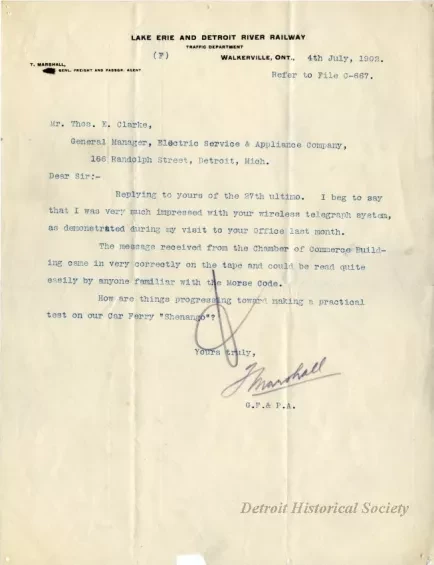 LAKE ERIE AND DETROIT RIVER RAILWAY
TRAFFIC DEPARTMENT
(F) WALKERVILLE, ONT., 4th July, 1902.
T. MARSHALL,
GENL. FREIGHT AND PASSGR. AGENT
Refer to File C-667.
Mr. Thos. E. Clarke,
General Manager, Electric Service & Appliance Company,
166 Randolph Street, Detroit, Mich.
Dear Sir:-
Replying to yours of the 27th ultimo. I beg to say
that I was very much impressed with your wireless telegraph system,
as demonstrated during my visit to your Office last month.
The message received from the Chamber of Commerce Build-
ing came in very correctly on the tape and could be read quite
easily by anyone familiar with the Morse Code.
How are things progressing toward making a practical
test on our Car Ferry "Shenango"?
Yours truly,
T Marshall
G.F.& P.A.
Detroit Historical Society